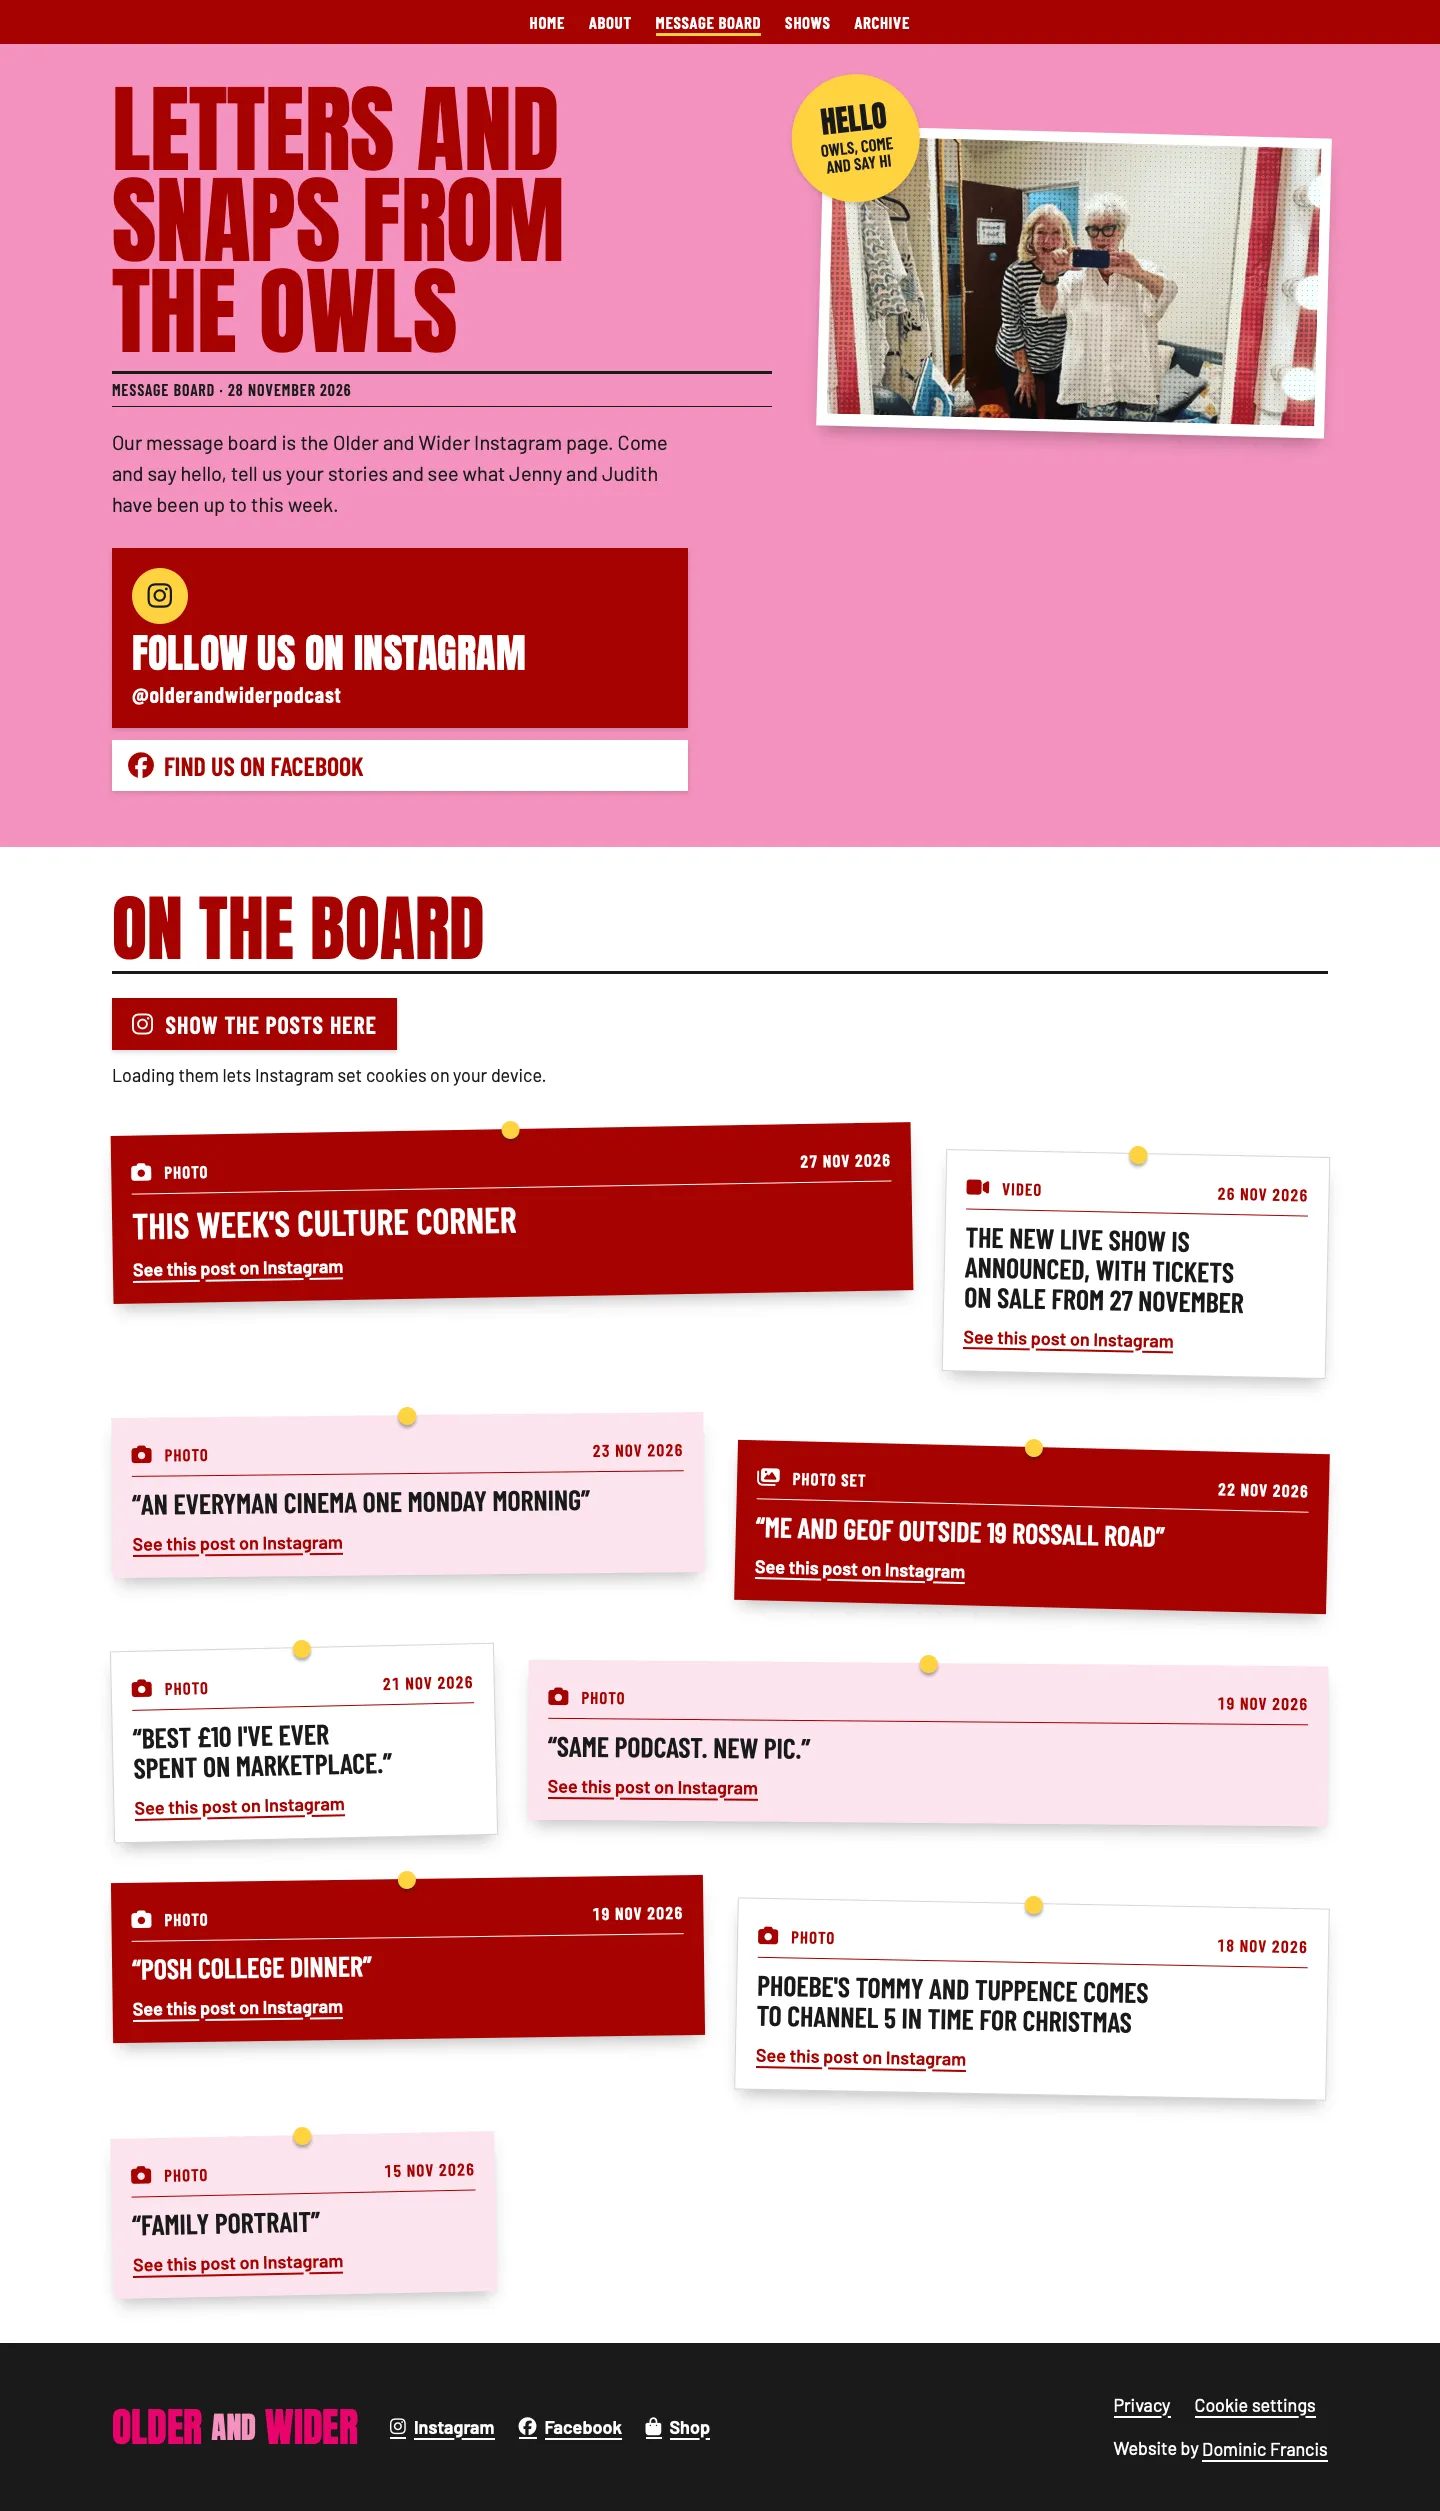 HOME ABOUT MESSAGE BOARD SHOWS ARCHIVE
LETTERS AND
SNAPS FROM
THE OWLS
HELLO
OWLS, COME
AND SAY HI
MESSAGE BOARD · 28 NOVEMBER 2026
Our message board is the Older and Wider Instagram page. Come
and say hello, tell us your stories and see what Jenny and Judith
have been up to this week.
FOLLOW US ON INSTAGRAM
@olderandwiderpodcast
FIND US ON FACEBOOK
ON THE BOARD
SHOW THE POSTS HERE
Loading them lets Instagram set cookies on your device.
PHOTO 27 NOV 2026
THIS WEEK'S CULTURE CORNER
See this post on Instagram
VIDEO 26 NOV 2026
THE NEW LIVE SHOW IS
ANNOUNCED, WITH TICKETS
ON SALE FROM 27 NOVEMBER
See this post on Instagram
PHOTO 23 NOV 2026
“AN EVERYMAN CINEMA ONE MONDAY MORNING”
See this post on Instagram
PHOTO SET 22 NOV 2026
“ME AND GEOF OUTSIDE 19 ROSSALL ROAD”
See this post on Instagram
PHOTO 21 NOV 2026
“BEST £10 I'VE EVER
SPENT ON MARKETPLACE.”
See this post on Instagram
PHOTO 19 NOV 2026
“SAME PODCAST. NEW PIC.”
See this post on Instagram
PHOTO 19 NOV 2026
“POSH COLLEGE DINNER”
See this post on Instagram
PHOTO 18 NOV 2026
PHOEBE'S TOMMY AND TUPPENCE COMES
TO CHANNEL 5 IN TIME FOR CHRISTMAS
See this post on Instagram
PHOTO 15 NOV 2026
“FAMILY PORTRAIT”
See this post on Instagram
OLDER AND WIDER
Instagram Facebook Shop
Privacy Cookie settings
Website by Dominic Francis